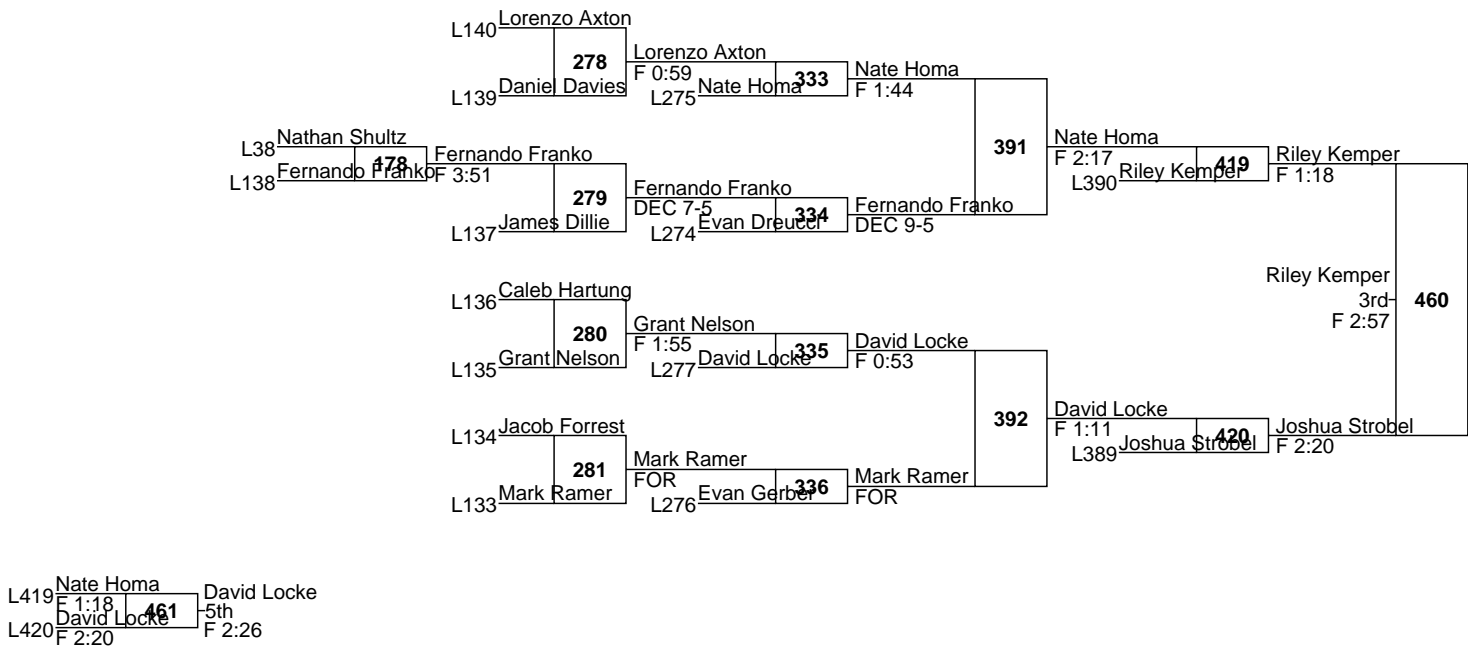 L140 Lorenzo Axton
278
Lorenzo Axton
F 0:59
L139 Daniel Davies
L275 Nate Homa
333
Nate Homa
F 1:44
L38 Nathan Shultz
178
L138 Fernando Franko
Fernando Franko
F 3:51
279
L137 James Dillie
Fernando Franko
DEC 7-5
L274 Evan Dreucci
334
Fernando Franko
DEC 9-5
391
Nate Homa
F 2:17
L390 Riley Kemper
419
Riley Kemper
F 1:18
L136 Caleb Hartung
280
L135 Grant Nelson
Grant Nelson
F 1:55
L277 David Locke
335
David Locke
F 0:53
L134 Jacob Forrest
281
L133 Mark Ramer
Mark Ramer
FOR
L276 Evan Gerber
336
Mark Ramer
FOR
392
David Locke
F 1:11
L389 Joshua Strobel
420
Joshua Strobel
F 2:20
Riley Kemper
3rd
F 2:57
460
L419 Nate Homa
F 1:18
461
L420 David Locke
F 2:20
David Locke
5th
F 2:26